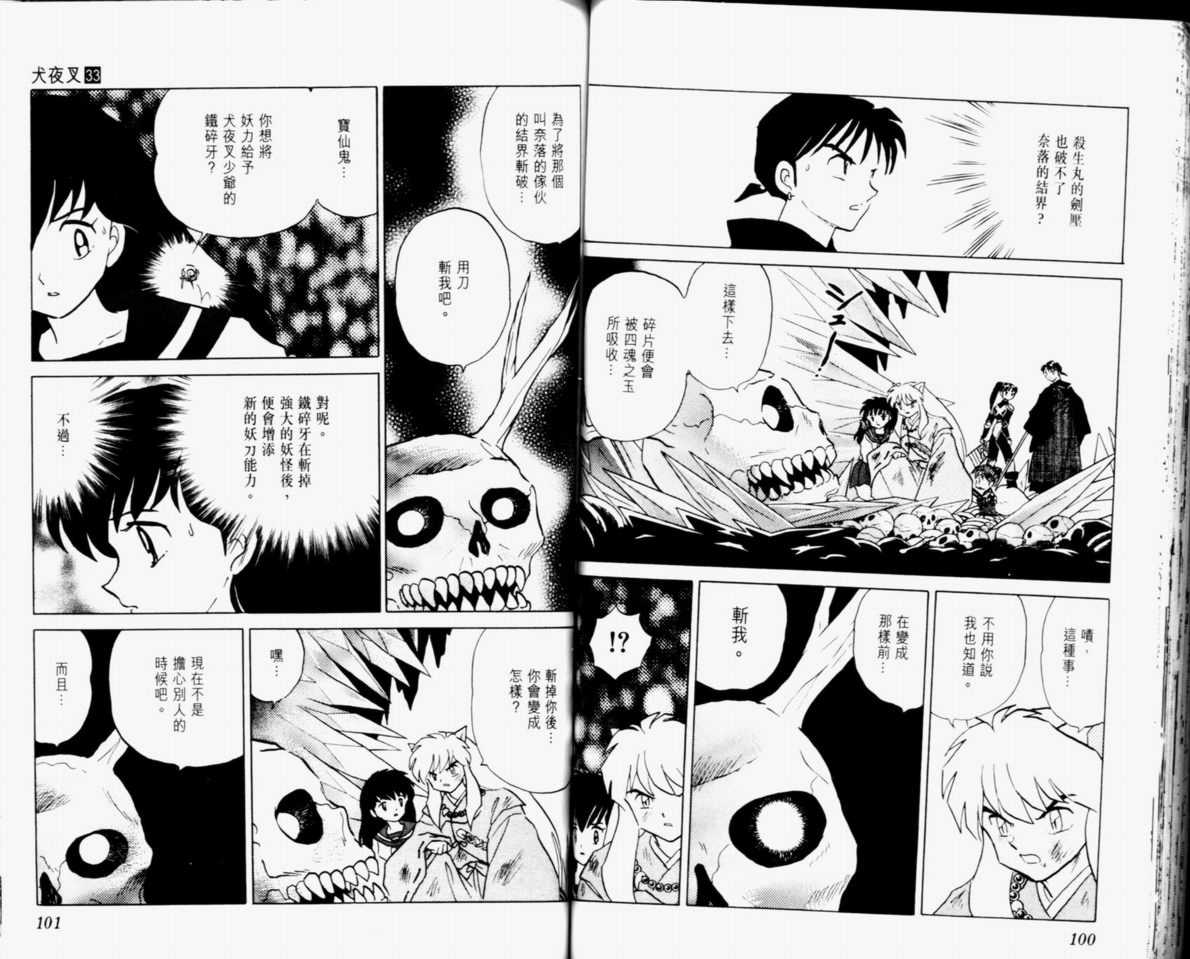 殺生丸的劍壓
也破不了
奈落的結界？
這樣下去…
碎片便會
被四魂之玉
所吸收…
シュー
嘖，
這種事…
不用你說
我也知道。
在變成
那樣前…
斬我。
!?
100
犬夜叉33
為了將那個
叫奈落的傢伙
的結界斬破…
用刀
斬我吧。
寶仙鬼…
你想將
妖力給予
犬夜叉少爺的
鐵碎牙？
對呢。
鐵碎牙在斬掉
強大的妖怪後，
便會增添
新的妖刀能力。
不過…
斬掉你後…
你會變成
怎樣？
嘿…
現在不是
擔心別人的
時候吧。
而且…
101